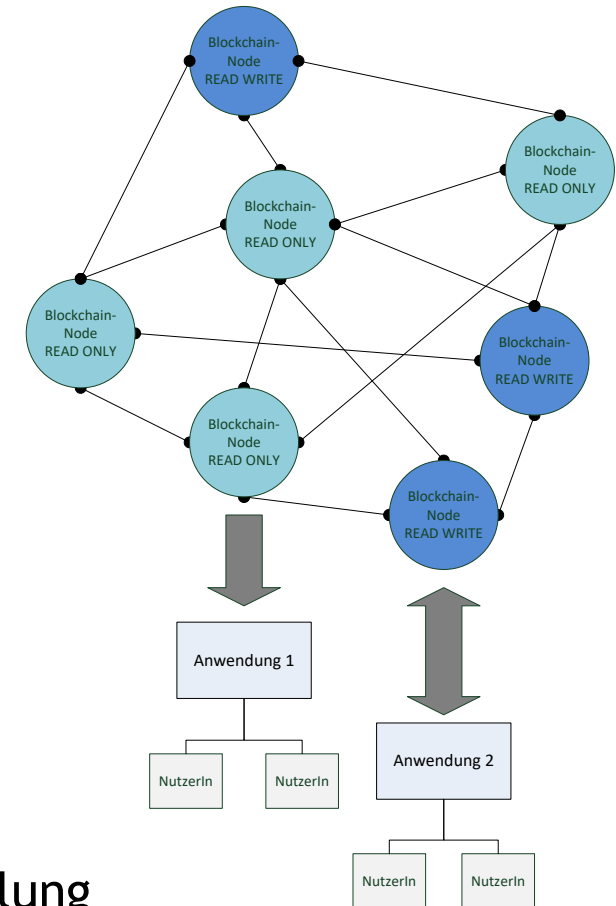 Blockchain-
Node
READ WRITE
Blockchain-
Node
READ ONLY
Blockchain-
Node
READ ONLY
Blockchain-
Node
READ ONLY
Blockchain-
Node
READ WRITE
Blockchain-
Node
READ ONLY
Blockchain-
Node
READ WRITE
Anwendung 1
NutzerIn
NutzerIn
Anwendung 2
NutzerIn
NutzerIn
lung